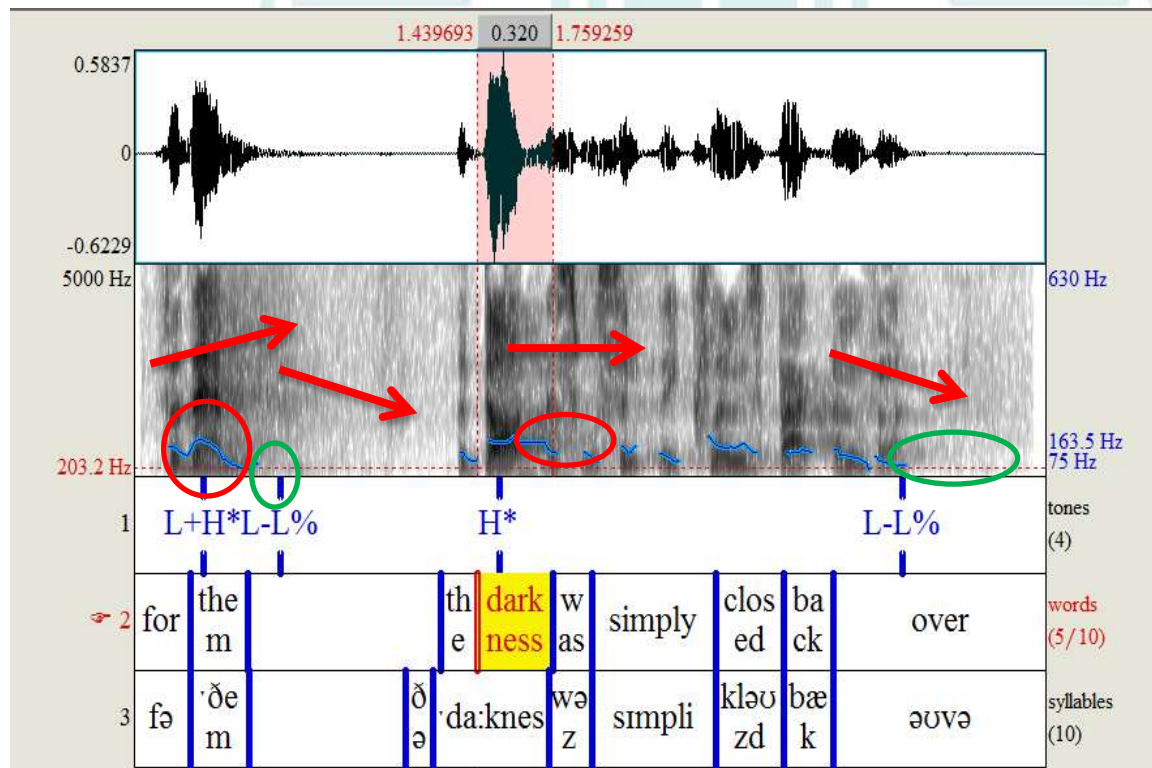 1.439693 0.320 1.759259
0.5837
0
-0.6229
5000 Hz 630 Hz
163.5 Hz
203.2 Hz 75 Hz
1 L+H* L-L% H* L-L% tones
(4)
2 for the
m th
e dark
ness w
as simply clos
ed ba
ck over words
(5/10)
3 fə ˈðe
m ð
ə ˈda:knes wə
z sɪmpli kləʊ
zd bæ
k əʊvə syllables
(10)